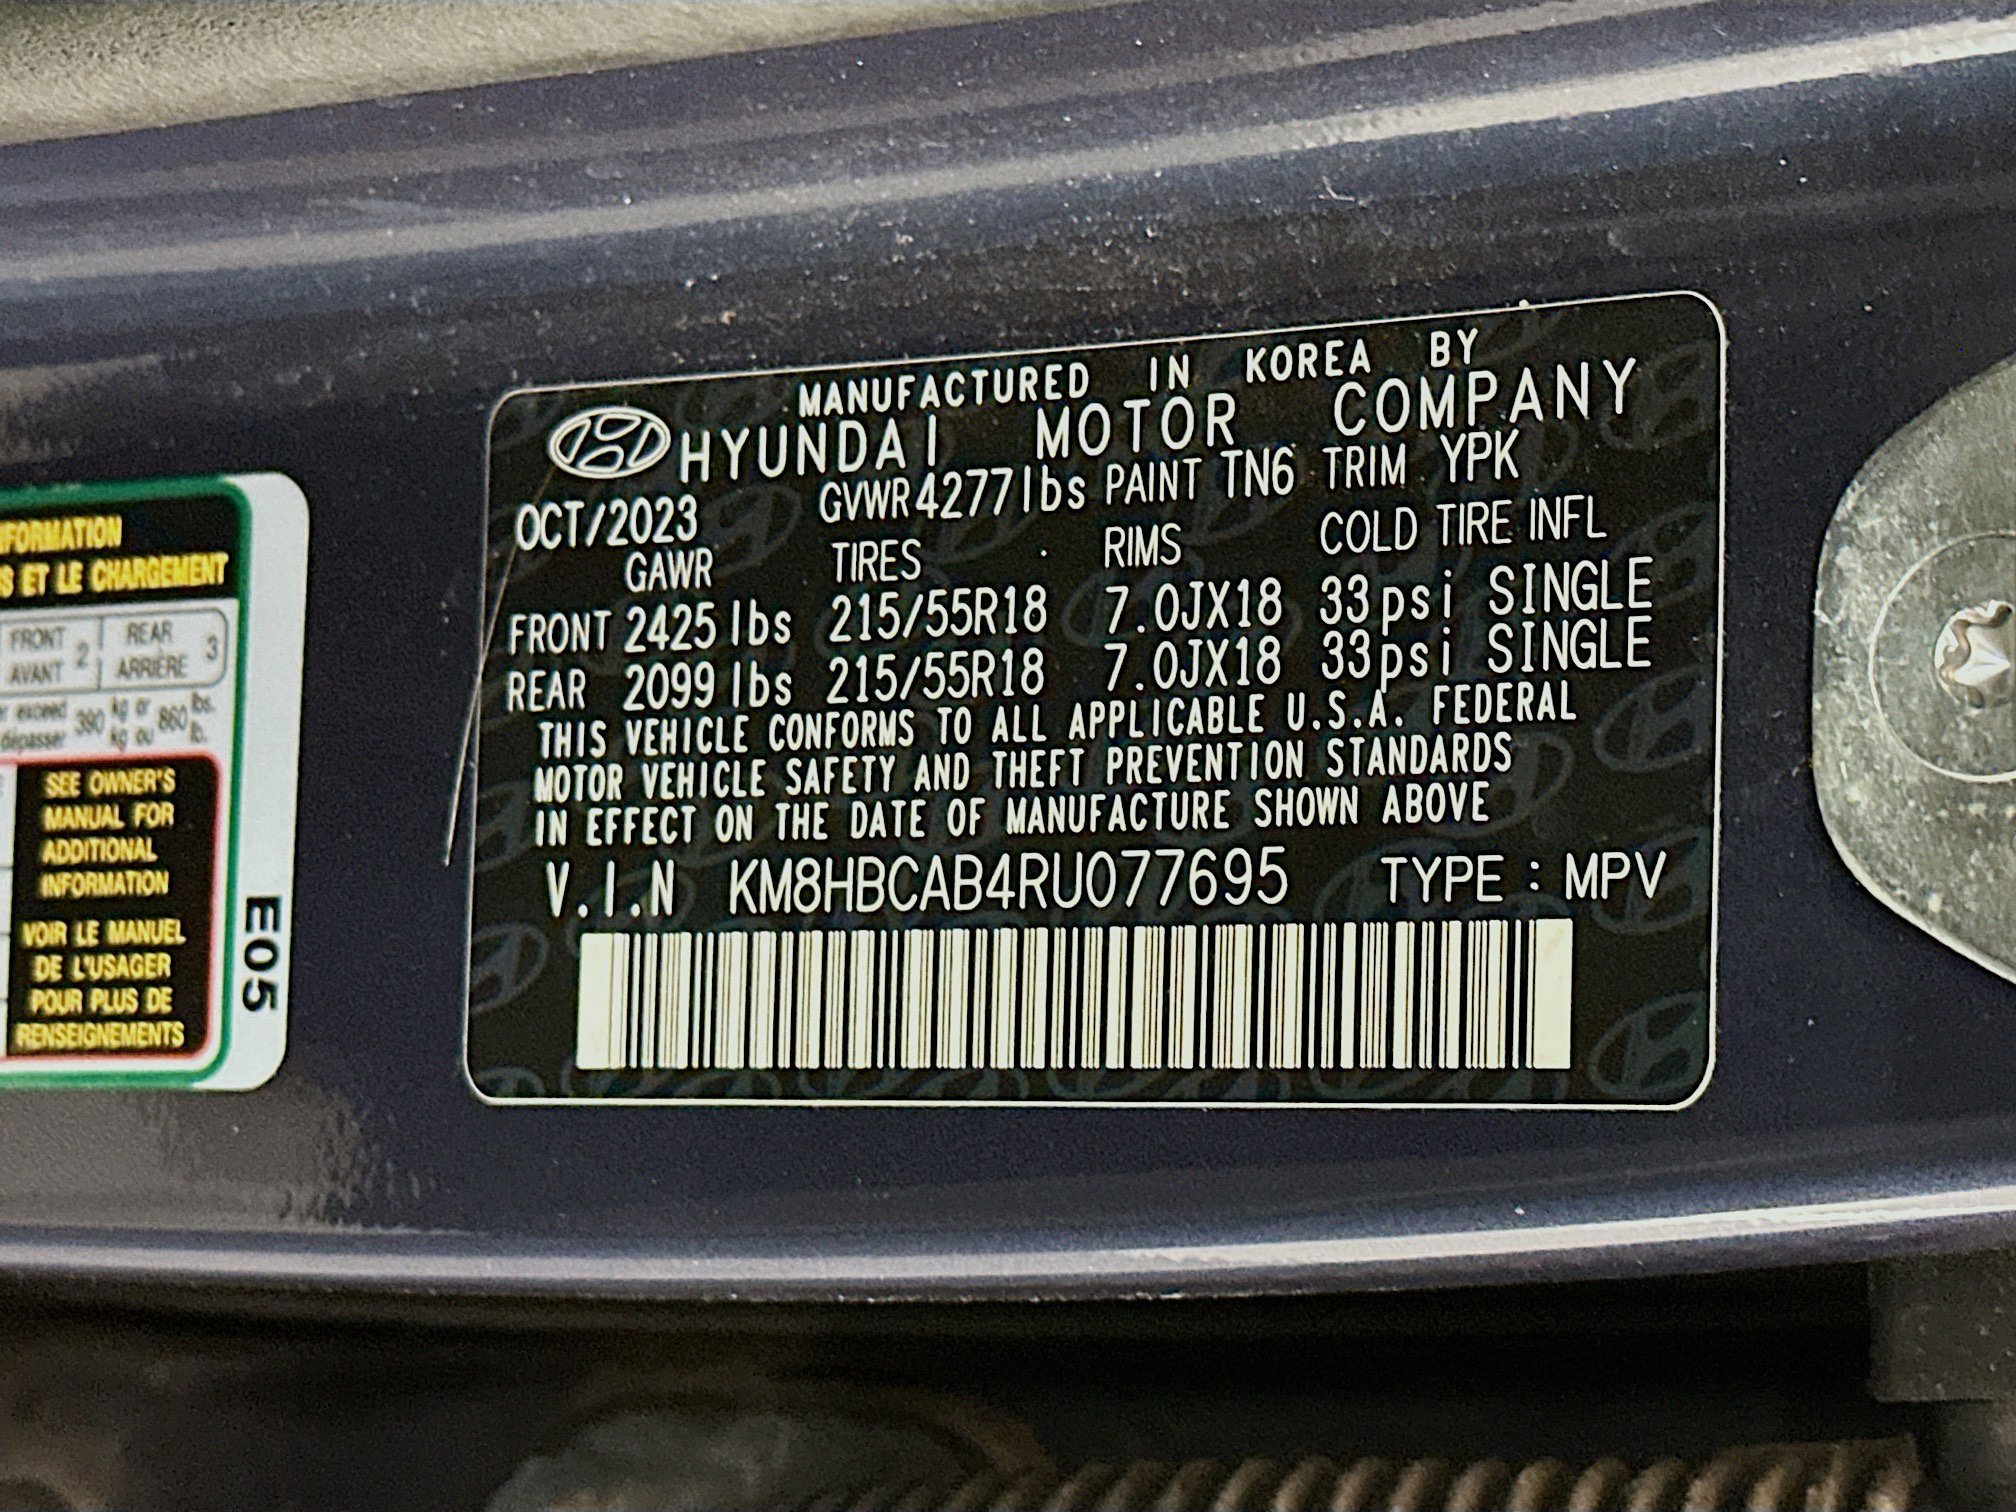 MANUFACTURED IN KOREA BY
HYUNDAI MOTOR COMPANY
OCT/2023 GVWR 4277lbs PAINT TN6 TRIM YPK
GAWR TIRES RIMS COLD TIRE INFL
FRONT 2425 lbs 215/55R18 7.0JX18 33psi SINGLE
REAR 2099 lbs 215/55R18 7.0JX18 33psi SINGLE
THIS VEHICLE CONFORMS TO ALL APPLICABLE U.S.A. FEDERAL
MOTOR VEHICLE SAFETY AND THEFT PREVENTION STANDARDS
IN EFFECT ON THE DATE OF MANUFACTURE SHOWN ABOVE
V.I.N KM8HBCAB4RU077695 TYPE : MPV
S ET LE CHARGEMENT
FRONT 2 REAR 3
AVANT ARRIÈRE
exceed 390 kg or 860 lbs.
dépasser kg ou lb.
SEE OWNER'S
MANUAL FOR
ADDITIONAL
INFORMATION
VOIR LE MANUEL
DE L'USAGER
POUR PLUS DE
RENSEIGNEMENTS
E05